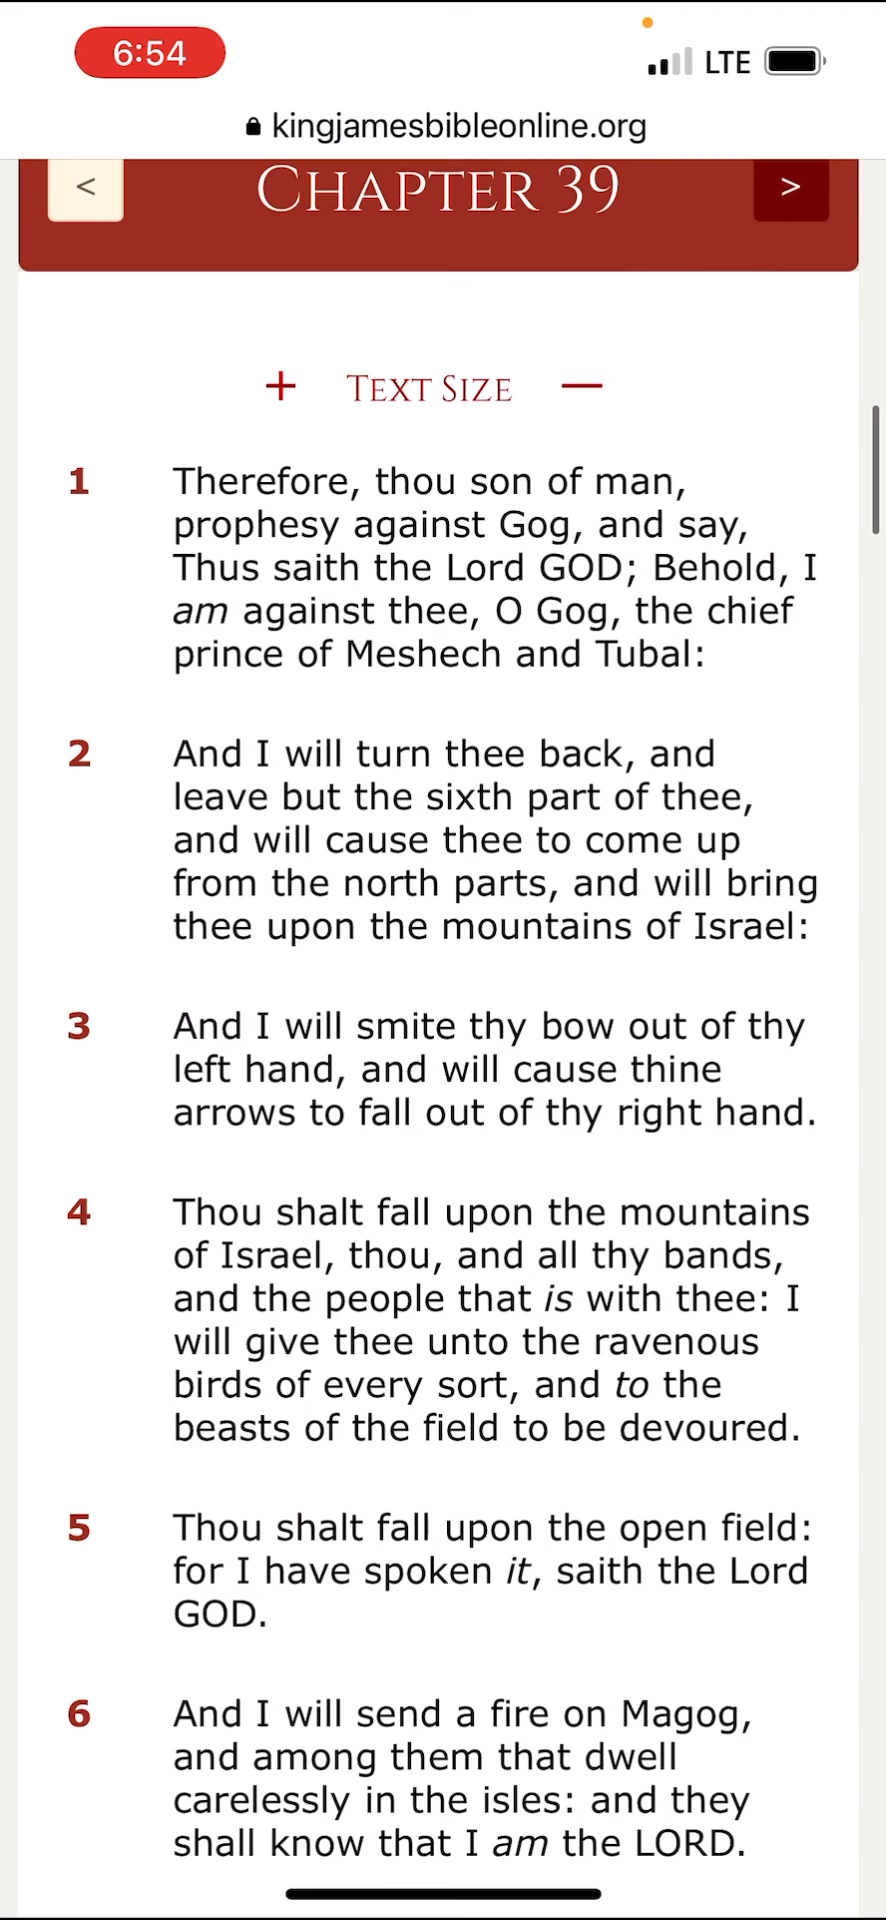 6:54
LTE
kingjamesbibleonline.org
<
CHAPTER 39
>
+ TEXT SIZE —
1 Therefore, thou son of man,
prophesy against Gog, and say,
Thus saith the Lord GOD; Behold, I
am against thee, O Gog, the chief
prince of Meshech and Tubal:
2 And I will turn thee back, and
leave but the sixth part of thee,
and will cause thee to come up
from the north parts, and will bring
thee upon the mountains of Israel:
3 And I will smite thy bow out of thy
left hand, and will cause thine
arrows to fall out of thy right hand.
4 Thou shalt fall upon the mountains
of Israel, thou, and all thy bands,
and the people that is with thee: I
will give thee unto the ravenous
birds of every sort, and to the
beasts of the field to be devoured.
5 Thou shalt fall upon the open field:
for I have spoken it, saith the Lord
GOD.
6 And I will send a fire on Magog,
and among them that dwell
carelessly in the isles: and they
shall know that I am the LORD.